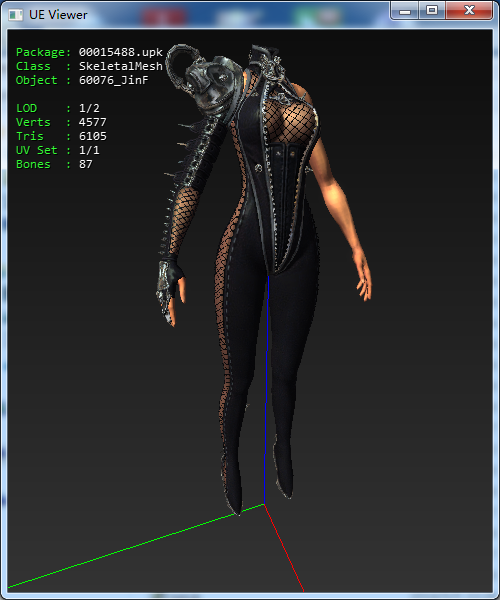 UE Viewer
Package: 00015488.upk
Class : SkeletalMesh
Object : 60076_JinF
LOD : 1/2
Verts : 4577
Tris : 6105
UV Set : 1/1
Bones : 87